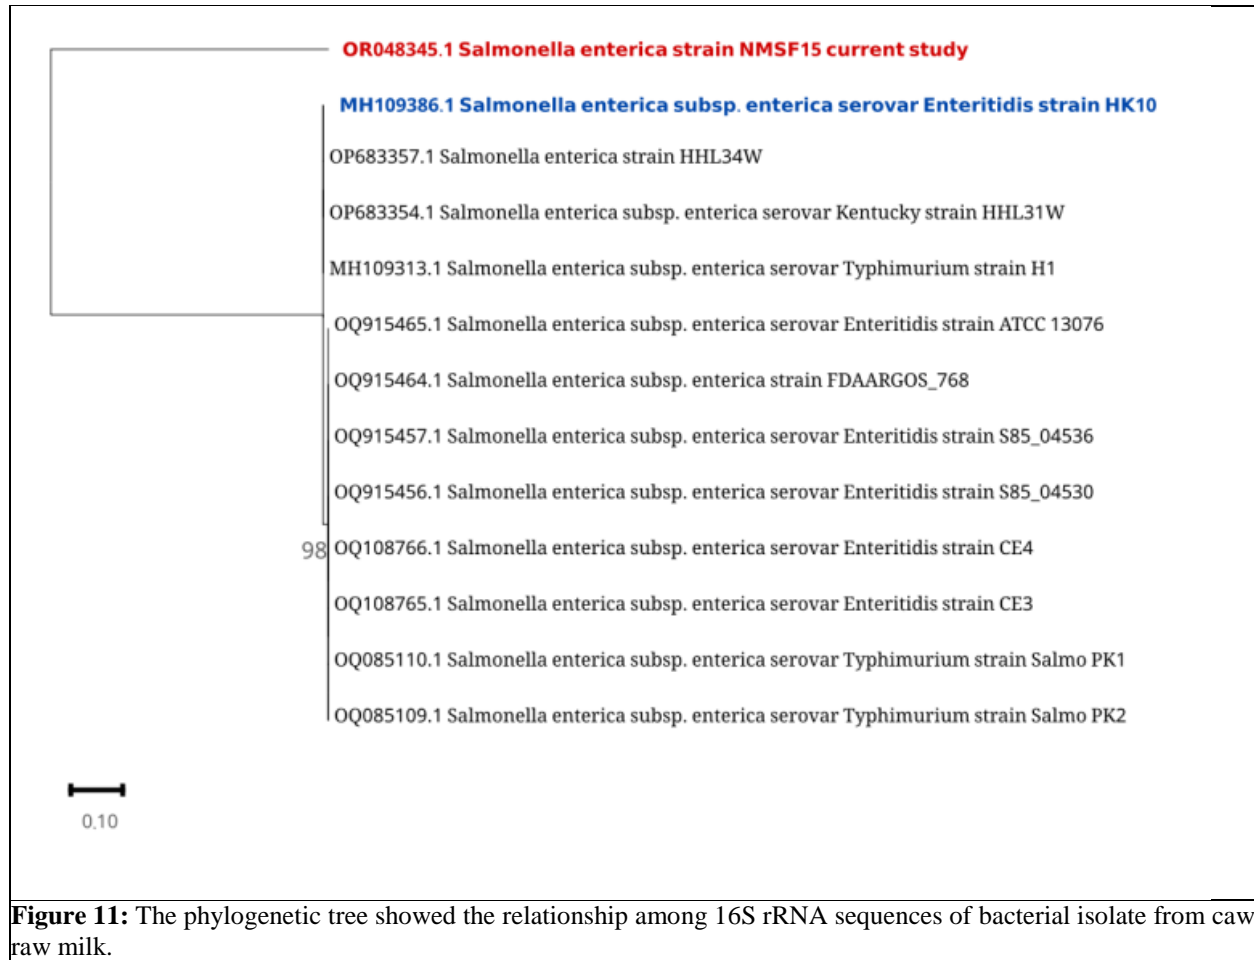 OR048345.1 Salmonella enterica strain NMSF15 current study
MH109386.1 Salmonella enterica subsp. enterica serovar Enteritidis strain HK10
OP683357.1 Salmonella enterica strain HHL34W
OP683354.1 Salmonella enterica subsp. enterica serovar Kentucky strain HHL31W
MH109313.1 Salmonella enterica subsp. enterica serovar Typhimurium strain H1
OQ915465.1 Salmonella enterica subsp. enterica serovar Enteritidis strain ATCC 13076
OQ915464.1 Salmonella enterica subsp. enterica strain FDAARGOS_768
OQ915457.1 Salmonella enterica subsp. enterica serovar Enteritidis strain S85_04536
OQ915456.1 Salmonella enterica subsp. enterica serovar Enteritidis strain S85_04530
98 OQ108766.1 Salmonella enterica subsp. enterica serovar Enteritidis strain CE4
OQ108765.1 Salmonella enterica subsp. enterica serovar Enteritidis strain CE3
OQ085110.1 Salmonella enterica subsp. enterica serovar Typhimurium strain Salmo PK1
OQ085109.1 Salmonella enterica subsp. enterica serovar Typhimurium strain Salmo PK2
0.10
Figure 11: The phylogenetic tree showed the relationship among 16S rRNA sequences of bacterial isolate from caw
raw milk.